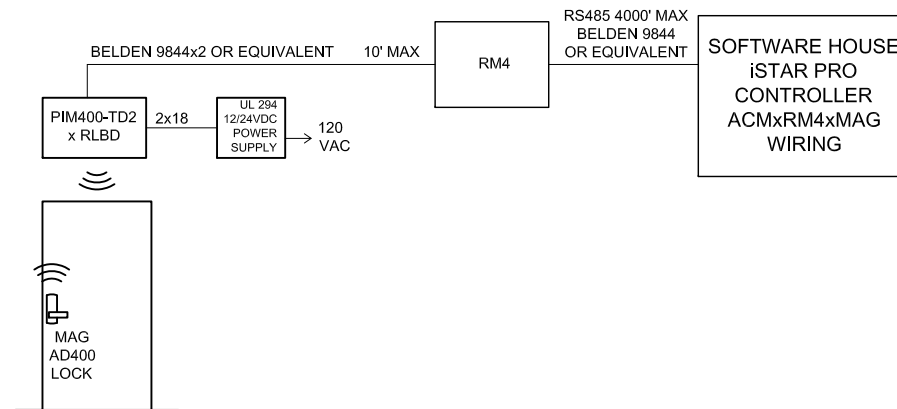 BELDEN 9844x2 OR EQUIVALENT 10' MAX
RM4
RS485 4000' MAX
BELDEN 9844
OR EQUIVALENT
SOFTWARE HOUSE
iSTAR PRO
CONTROLLER
ACMxRM4xMAG
WIRING
PIM400-TD2
x RLBD
2x18
UL 294
12/24VDC
POWER
SUPPLY
120
VAC
MAG
AD400
LOCK